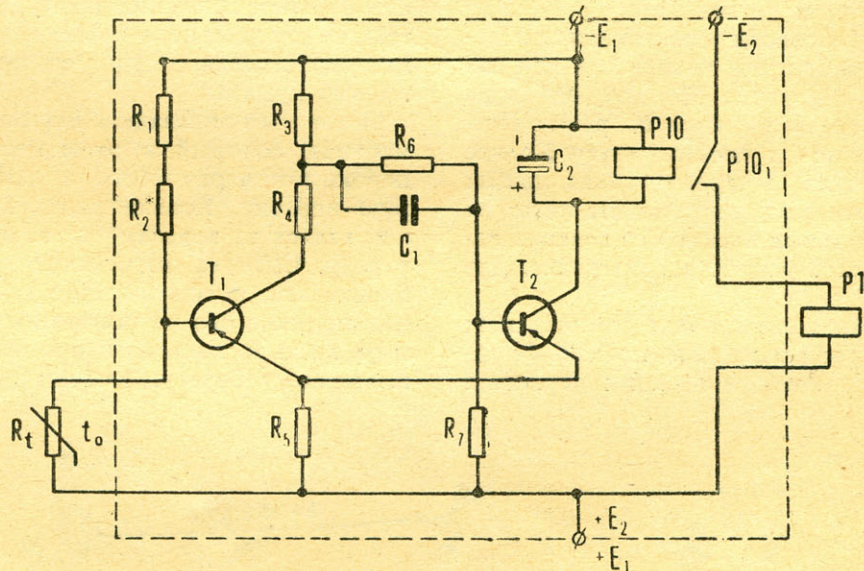 -E₁
-E₂
R₁
R₃
R₆
P10
C₂
-
+
P10₁
R₂*
R₄
C₁
T₁
T₂
P1
Rₜ
t₀
R₅
R₇
+E₂
+E₁